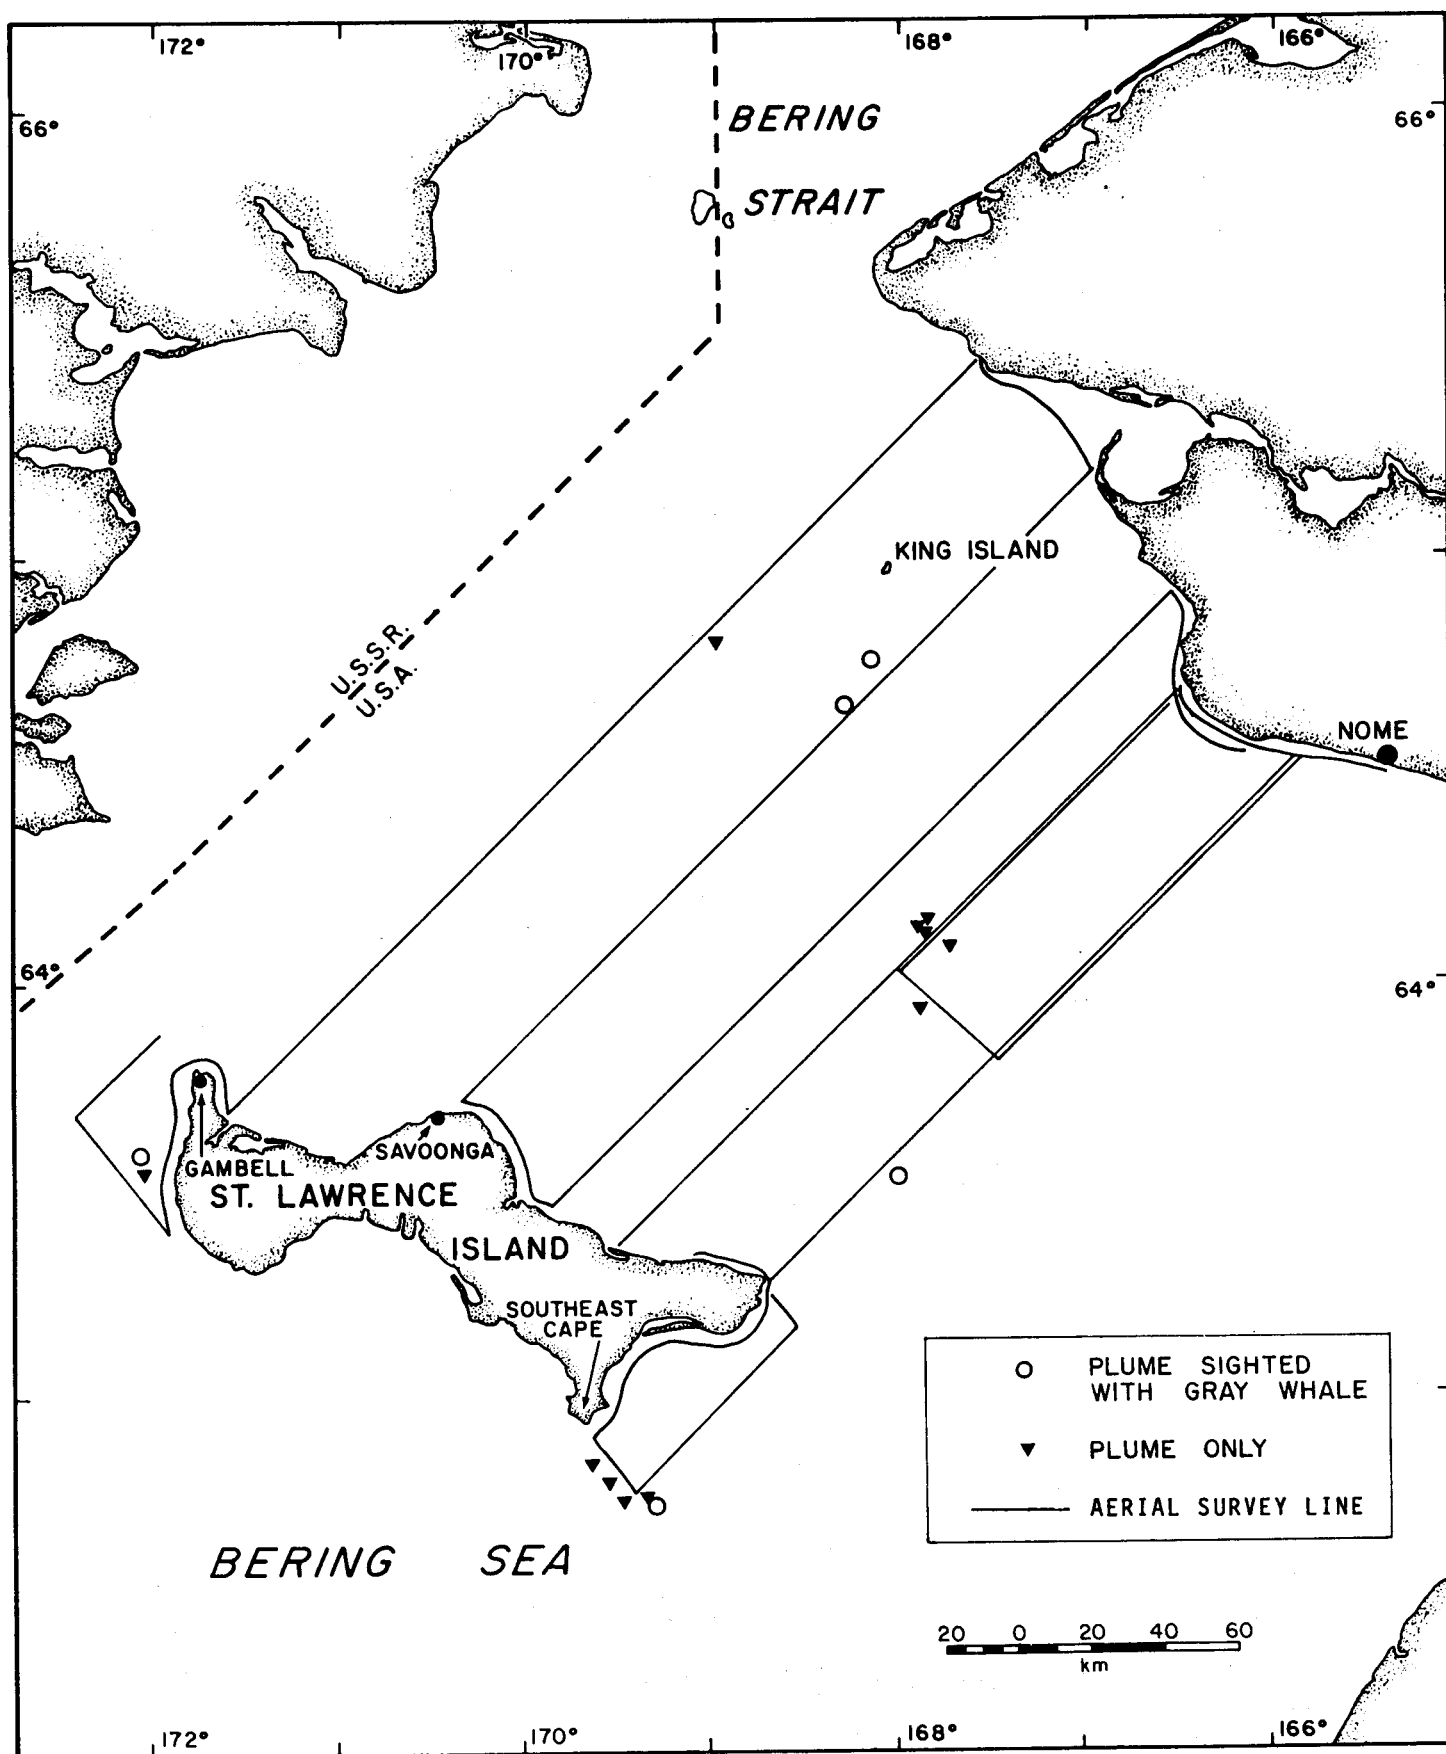 172°
170°
168°
166°
66°
BERING
66°
STRAIT
KING ISLAND
U.S.S.R.
U.S.A.
NOME
64°
64°
SAVOONGA
GAMBELL
ST. LAWRENCE
ISLAND
SOUTHEAST
CAPE
PLUME SIGHTED
WITH GRAY WHALE
PLUME ONLY
AERIAL SURVEY LINE
BERING SEA
20 0 20 40 60
km
172°
170°
168°
166°